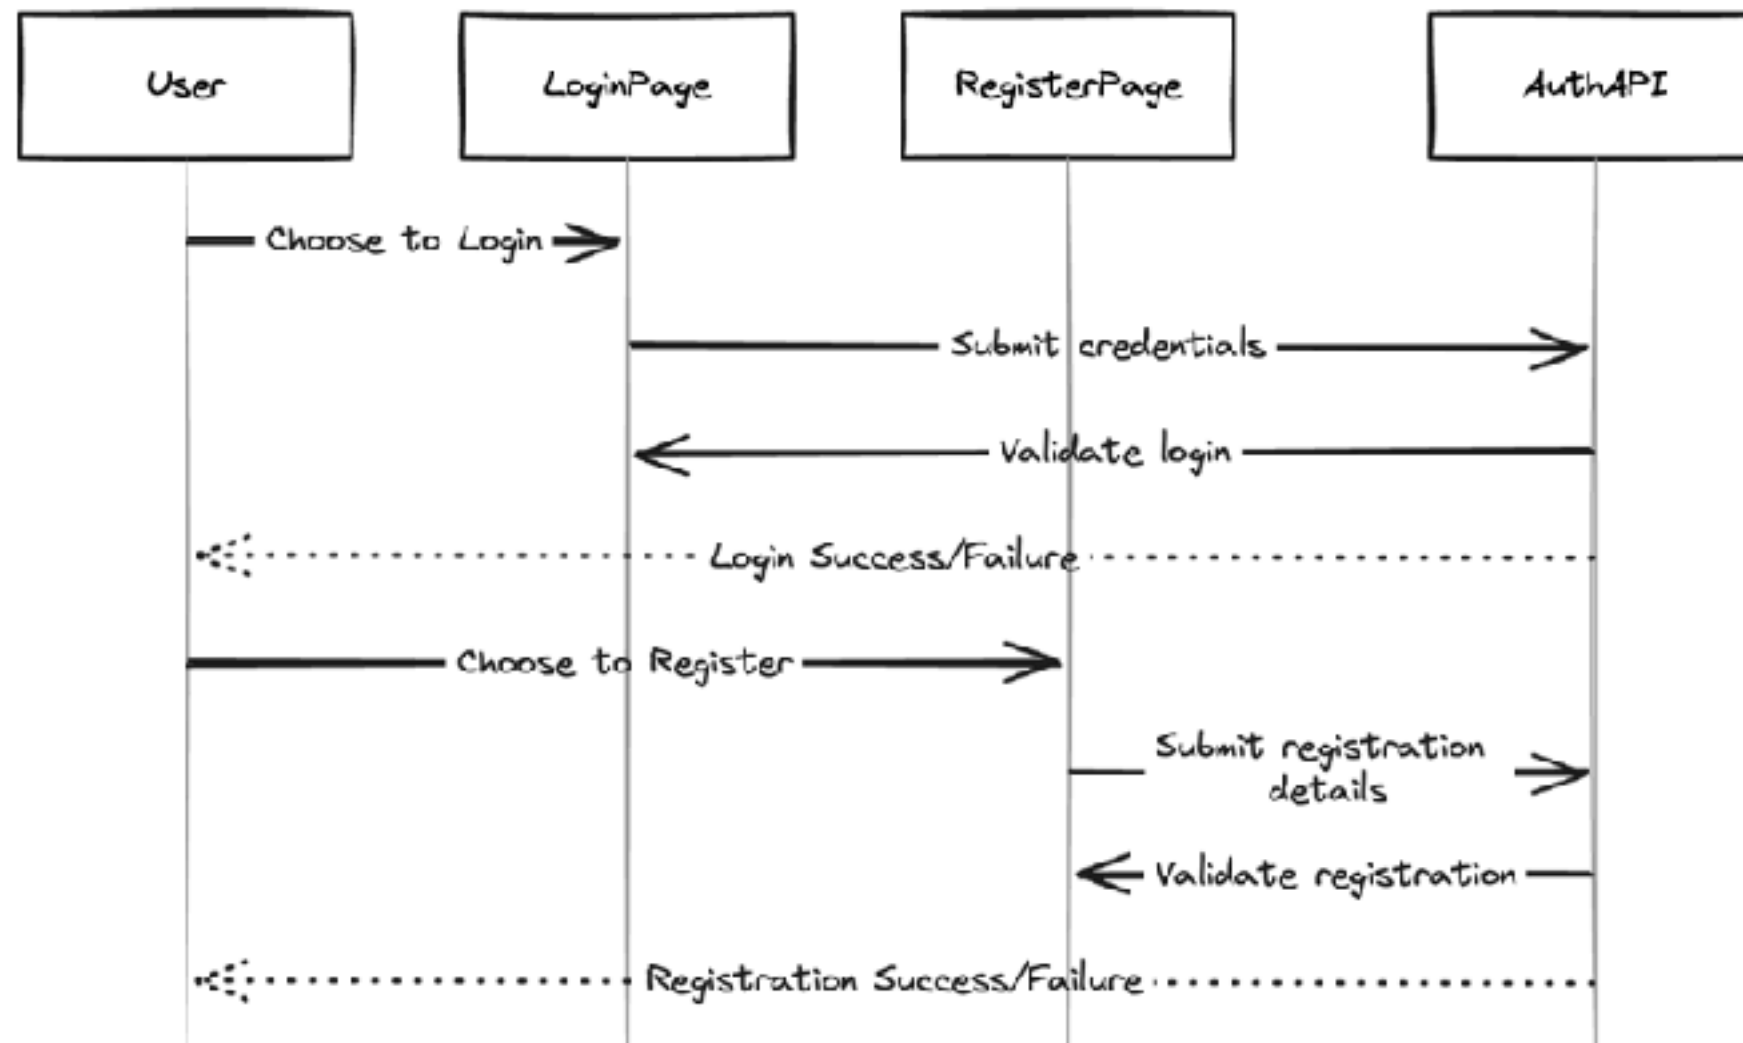 User
LoginPage
RegisterPage
AuthAPI
Choose to Login
Submit credentials
Validate login
Login Success/Failure
Choose to Register
Submit registration
details
Validate registration
Registration Success/Failure